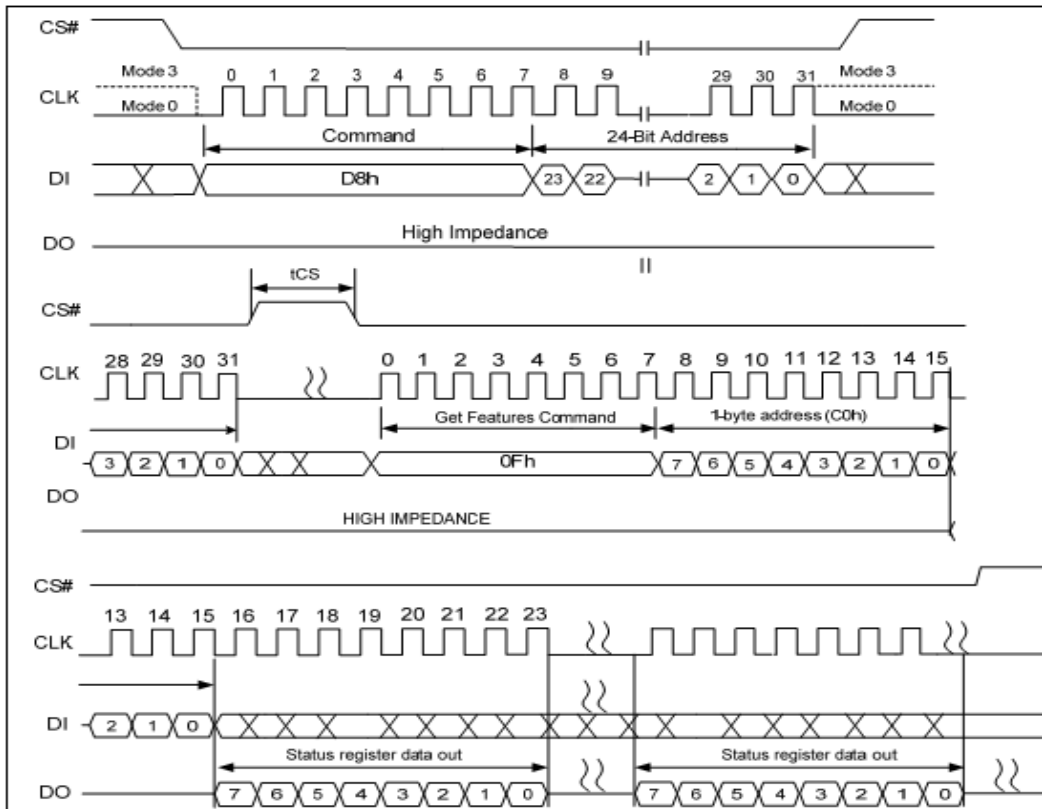 CS#
Mode 3 0 1 2 3 4 5 6 7 8 9 29 30 31 Mode 3
CLK
Mode 0 Mode 0
Command 24-Bit Address
DI D8h 23 22 2 1 0
High Impedance
DO
tCS
CS#
28 29 30 31 0 1 2 3 4 5 6 7 8 9 10 11 12 13 14 15
CLK
Get Features Command 1-byte address (C0h)
DI
3 2 1 0 0Fh 7 6 5 4 3 2 1 0
DO
HIGH IMPEDANCE
CS#
13 14 15 16 17 18 19 20 21 22 23
CLK
DI 2 1 0
Status register data out Status register data out
DO 7 6 5 4 3 2 1 0 7 6 5 4 3 2 1 0